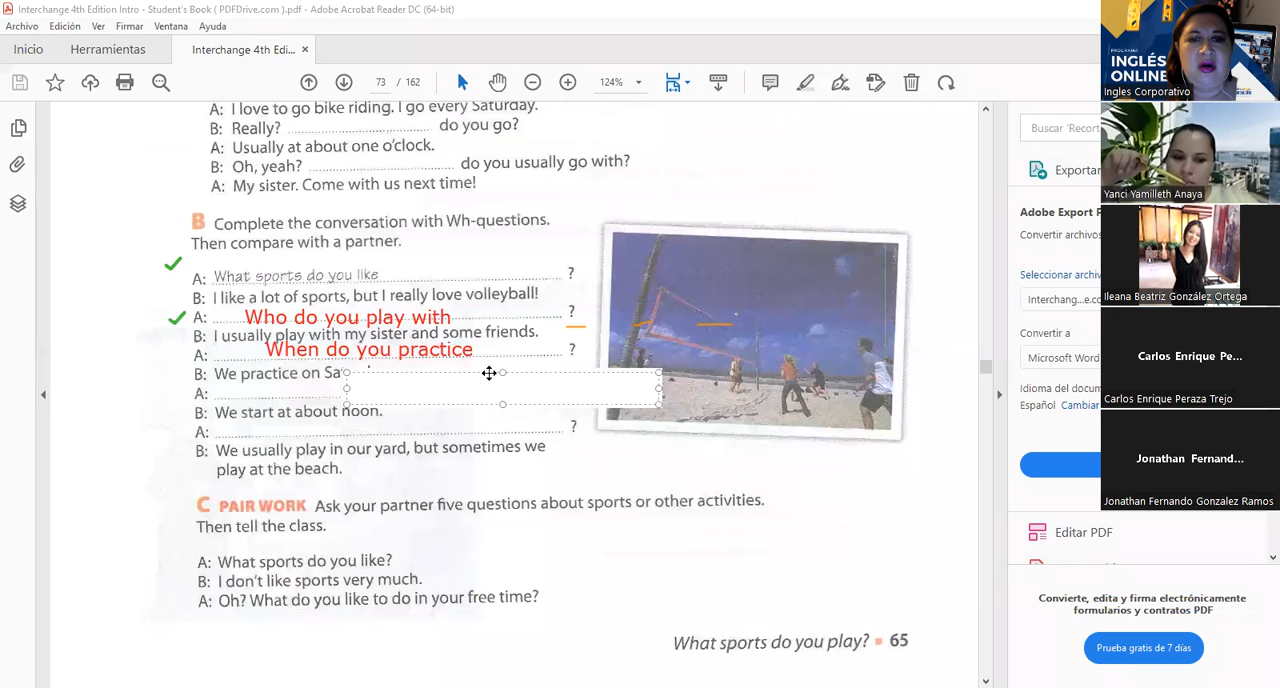 Interchange 4th Edition Intro - Student's Book ( PDFDrive.com ).pdf - Adobe Acrobat Reader DC (64-bit)
Archivo Edición Ver Firmar Ventana Ayuda
Inicio Herramientas Interchange 4th Edi... ×
73 / 162 124%
A: I love to go bike riding. I go every Saturday.
B: Really? ........ do you go?
A: Usually at about one o'clock.
B: Oh, yeah? ........ do you usually go with?
A: My sister. Come with us next time!
B Complete the conversation with Wh-questions.
Then compare with a partner.
A: What sports do you like ?
B: I like a lot of sports, but I really love volleyball!
A: Who do you play with ?
B: I usually play with my sister and some friends.
A: When do you practice ?
B: We practice on
A:
B: We start at about noon.
A: ........ ?
B: We usually play in our yard, but sometimes we
play at the beach.
C PAIR WORK Ask your partner five questions about sports or other activities.
Then tell the class.
A: What sports do you like?
B: I don't like sports very much.
A: Oh? What do you like to do in your free time?
What sports do you play? 65
Buscar 'Recort
Exportar
Adobe Export P
Convertir archivos
Seleccionar archiv
Interchang...e.co
Convertir a
Microsoft Word
Idioma del docum
Español Cambiar
Editar PDF
Convierte, edita y firma electrónicamente
formularios y contratos PDF
Prueba gratis de 7 días
PROGRAMA
INGLÉS
ONLINE
Ingles Corporativo
Yanci Yamilleth Anaya
Ileana Beatriz González Ortega
Carlos Enrique Pe...
Carlos Enrique Peraza Trejo
Jonathan Fernand...
Jonathan Fernando Gonzalez Ramos